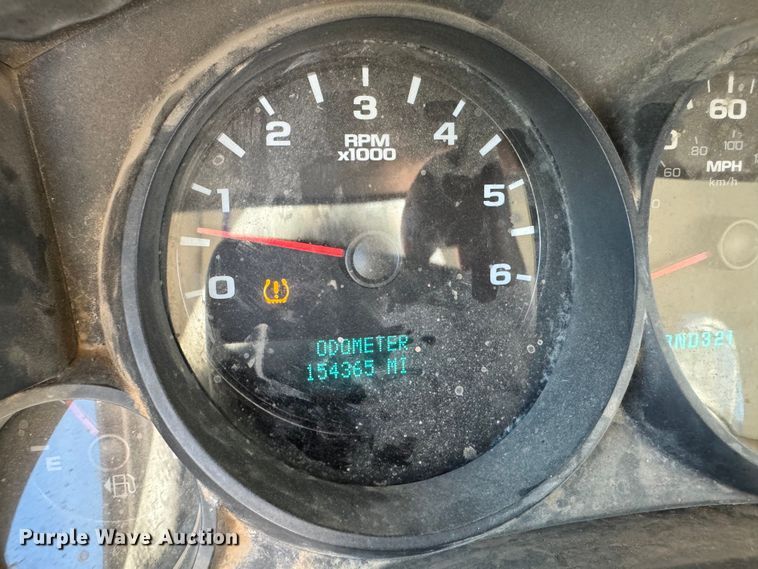 0
1
2
3
4
5
6
RPM
x1000
ODOMETER
154365 MI
60
80
100
60
MPH
km/h
E
Purple Wave Auction